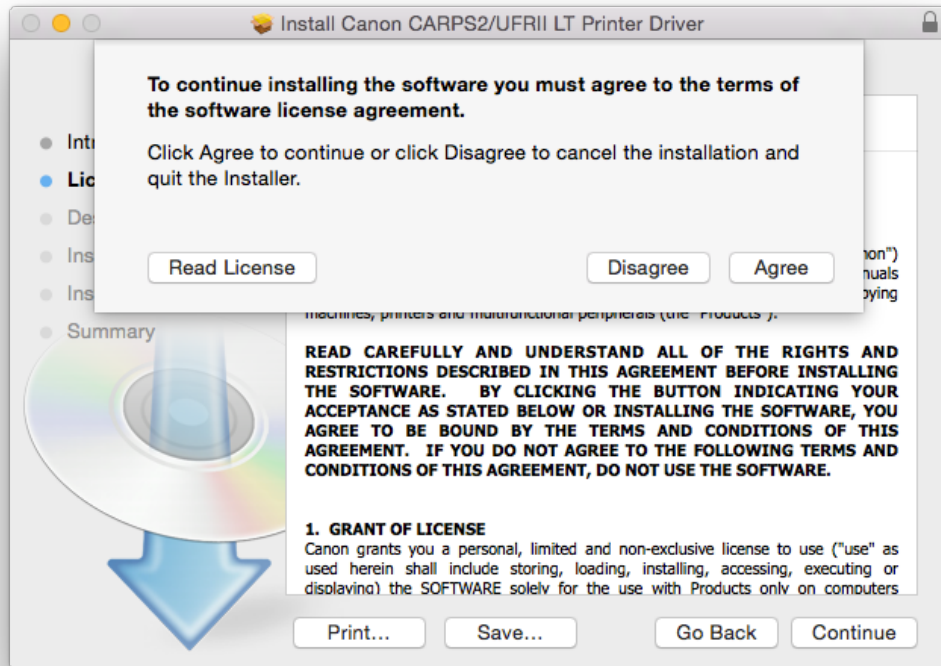 Install Canon CARPS2/UFRII LT Printer Driver
To continue installing the software you must agree to the terms of
the software license agreement.
Click Agree to continue or click Disagree to cancel the installation and
quit the Installer.
Read License
Disagree
Agree
Summary
machines, printers and multifunctional peripherals (the "Products").
READ CAREFULLY AND UNDERSTAND ALL OF THE RIGHTS AND
RESTRICTIONS DESCRIBED IN THIS AGREEMENT BEFORE INSTALLING
THE SOFTWARE. BY CLICKING THE BUTTON INDICATING YOUR
ACCEPTANCE AS STATED BELOW OR INSTALLING THE SOFTWARE, YOU
AGREE TO BE BOUND BY THE TERMS AND CONDITIONS OF THIS
AGREEMENT. IF YOU DO NOT AGREE TO THE FOLLOWING TERMS AND
CONDITIONS OF THIS AGREEMENT, DO NOT USE THE SOFTWARE.
1. GRANT OF LICENSE
Canon grants you a personal, limited and non-exclusive license to use ("use" as
used herein shall include storing, loading, installing, accessing, executing or
displaying) the SOFTWARE solely for the use with Products only on computers
Print...
Save...
Go Back
Continue